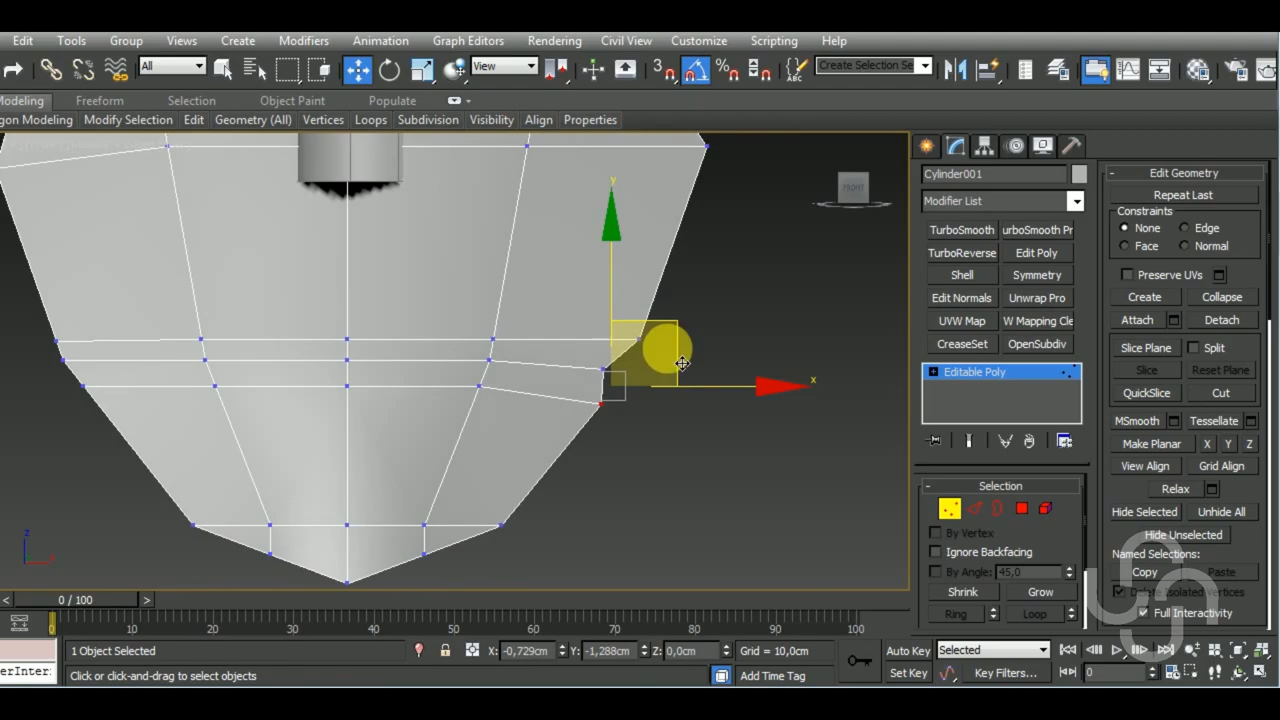 Edit Tools Group Views Create Modifiers Animation Graph Editors Rendering Civil View Customize Scripting Help
All View 3 Create Selection Se
Modeling Freeform Selection Object Paint Populate
gon Modeling Modify Selection Edit Geometry (All) Vertices Loops Subdivision Visibility Align Properties
y
FRONT
x
z
Cylinder001
Modifier List
TurboSmooth urboSmooth Pr
TurboReverse Edit Poly
Shell Symmetry
Edit Normals Unwrap Pro
UVW Map W Mapping Cle
CreaseSet OpenSubdiv
Editable Poly
- Selection
By Vertex
Ignore Backfacing
By Angle: 45,0
Shrink Grow
Ring Loop
- Edit Geometry
Repeat Last
Constraints
None Edge
Face Normal
Preserve UVs
Create Collapse
Attach Detach
Slice Plane Split
Slice Reset Plane
QuickSlice Cut
MSmooth Tessellate
Make Planar X Y Z
View Align Grid Align
Relax
Hide Selected Unhide All
Hide Unselected
Named Selections:
Copy Paste
Delete Isolated Vertices
Full Interactivity
< 0 / 100 >
0 10 20 30 40 50 60 70 80 90 100
1 Object Selected X: -0,729cm Y: -1,288cm Z: 0,0cm Grid = 10,0cm Auto Key Selected
erInter: Click or click-and-drag to select objects Add Time Tag Set Key Key Filters... 0